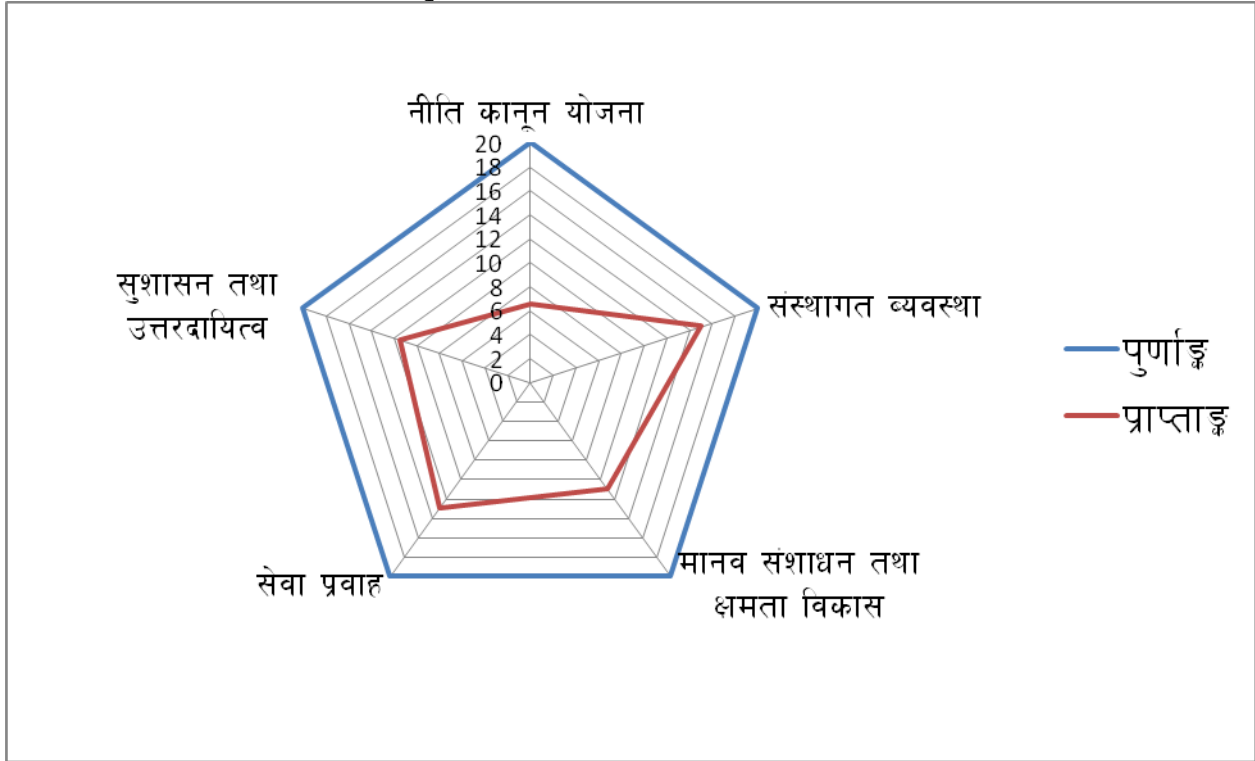 नीति कानून योजना
20
18
16
14
12
10
8
6
4
2
0
संस्थागत ब्यवस्था
मानव संशाधन तथा
क्षमता विकास
सेवा प्रवाह
सुशासन तथा
उत्तरदायित्व
पुर्णाङ्क
प्राप्ताङ्क